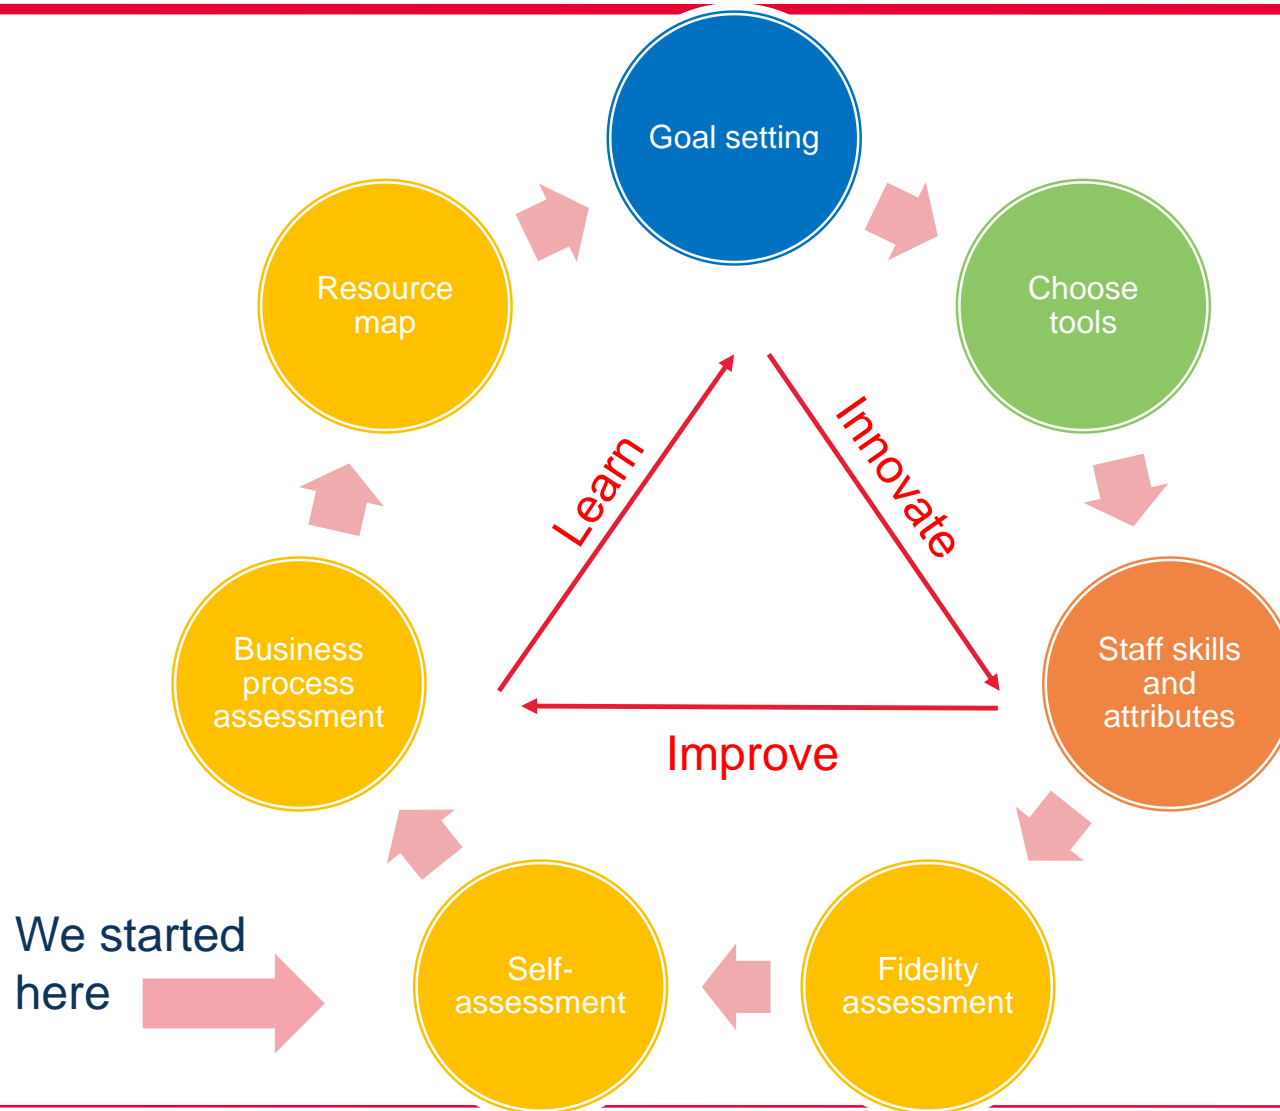 Goal setting
Resource
map
Choose
tools
Learn
Innovate
Business
process
assessment
Staff skills
and
attributes
Improve
We started
here
Self-
assessment
Fidelity
assessment